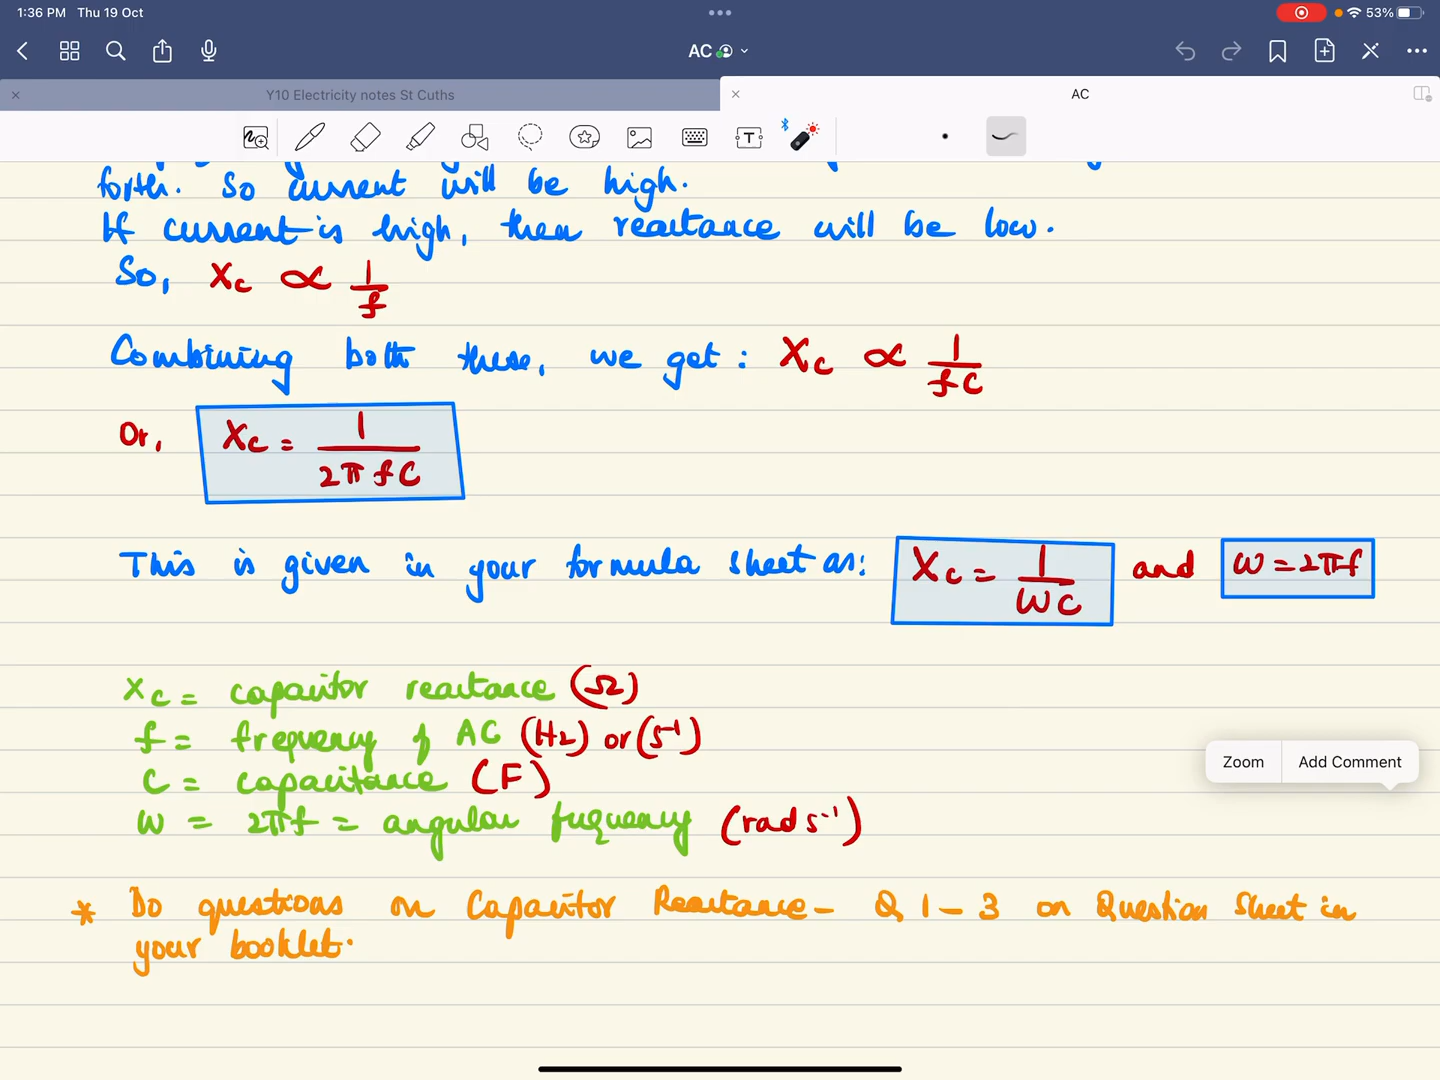 1:36 PM Thu 19 Oct
53%
AC
Y10 Electricity notes St Cuths
AC
T
forth. So current will be high.
If current is high, then reactance will be low.
So, Xc ∝ 1/f
Combining both these, we get: Xc ∝ 1/fC
Or, Xc = 1/2πfC
This is given in your formula sheet as: Xc = 1/ωC and ω = 2πf
Xc = capacitor reactance (Ω)
f = frequency of AC (Hz) or (s⁻¹)
Zoom Add Comment
C = capacitance (F)
ω = 2πf = angular frequency (rad s⁻¹)
* Do questions on Capacitor Reactance - Q 1 - 3 on Question Sheet in
your booklet.